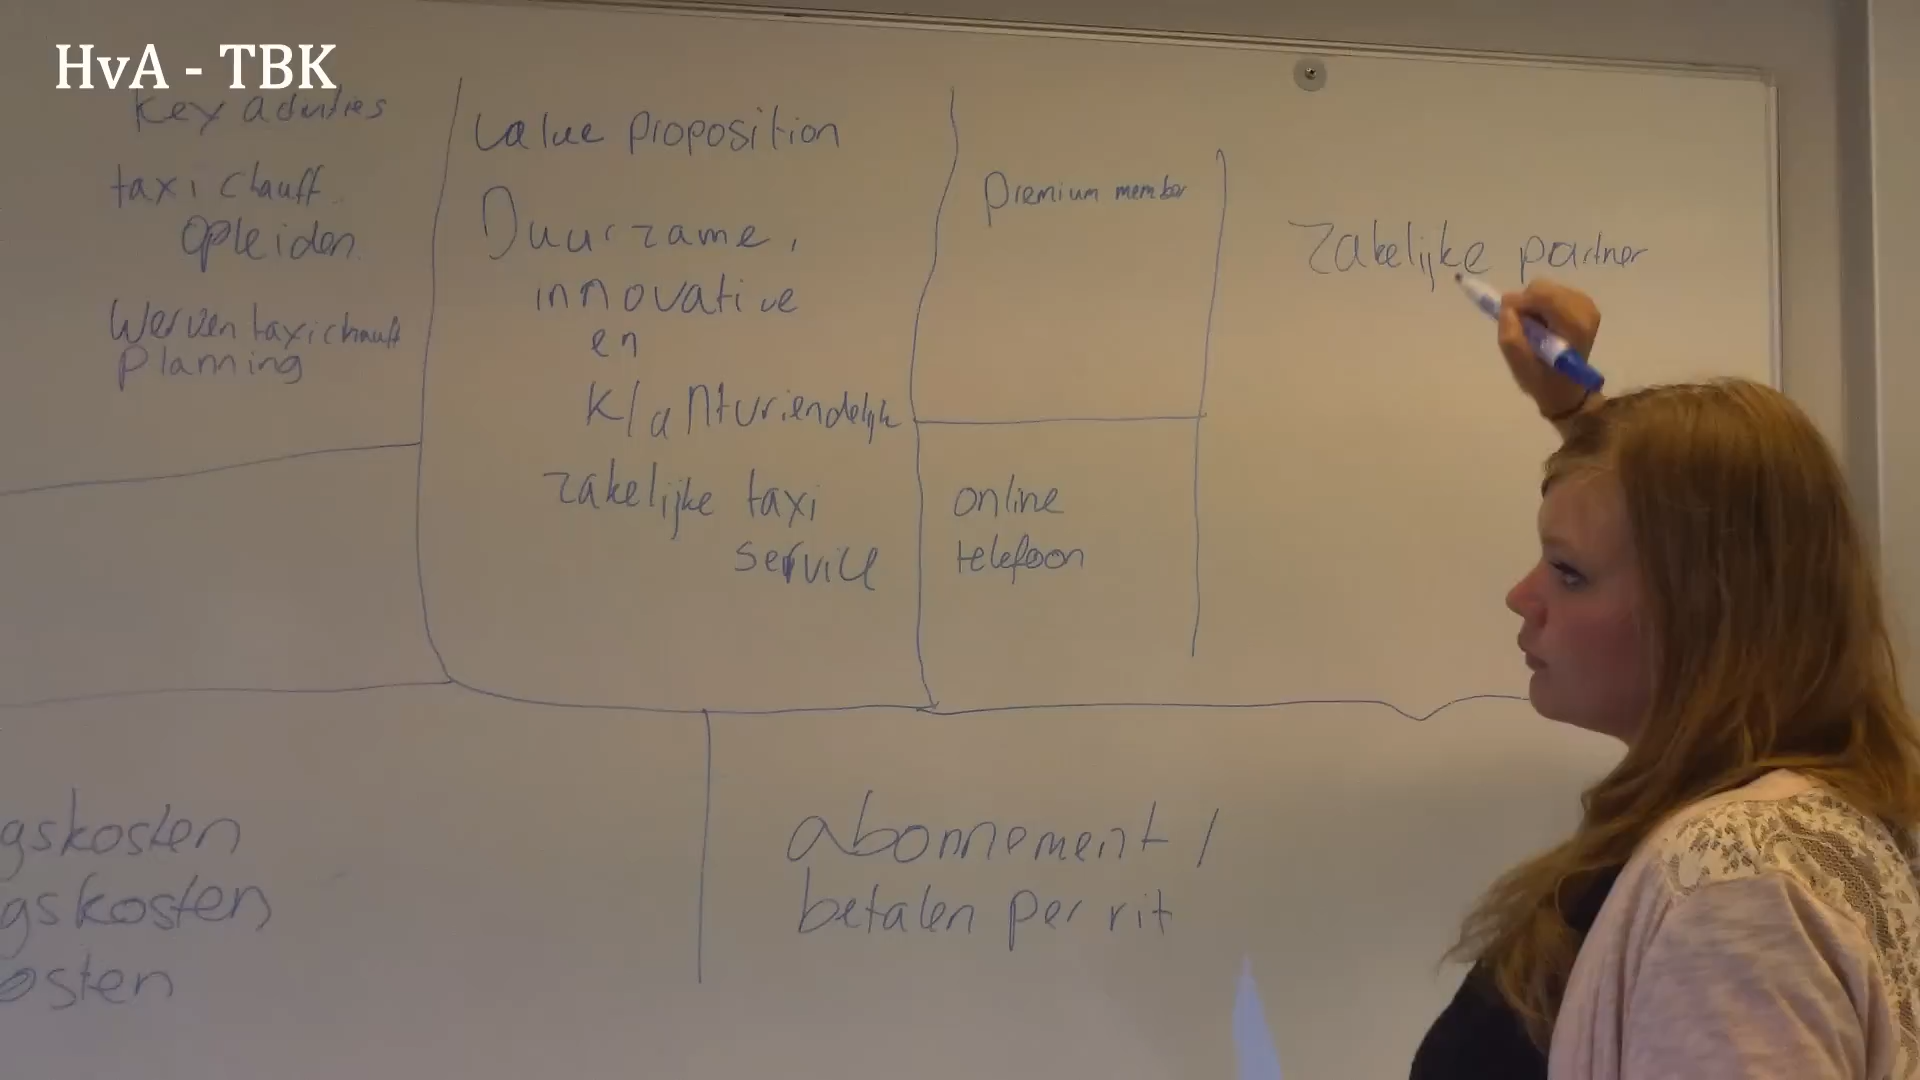 HvA - TBK
key activities
taxi chauff.
opleiden
Werven taxichauff
Planning
Value proposition
Duurzame,
innovative
en
klantvriendelijk
zakelijke taxi
service
Premium member
online
telefoon
Zakelijke partner
gskosten
gskosten
osten
abonnement /
betalen per rit